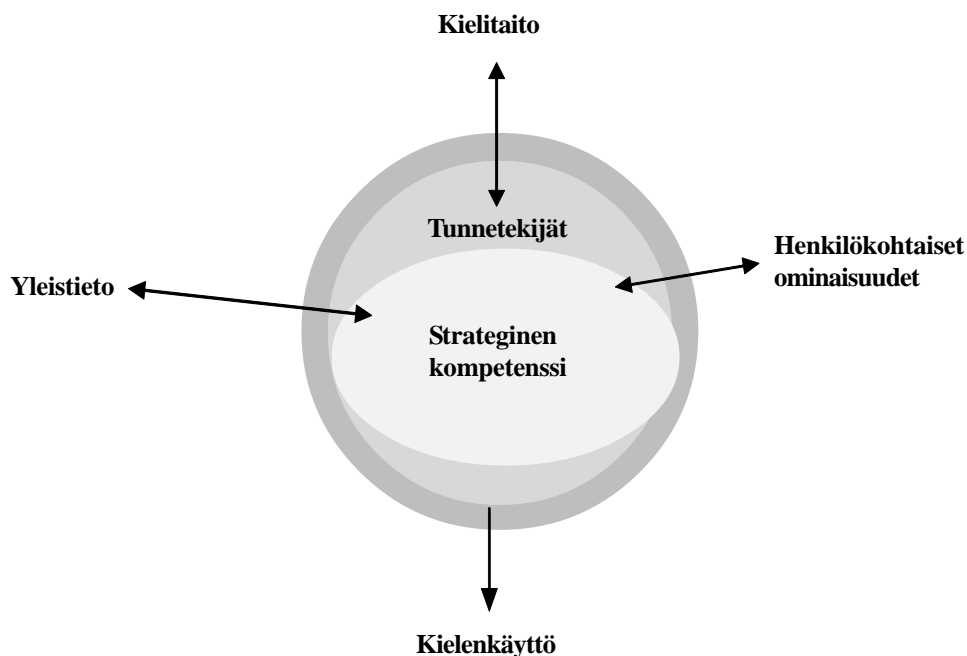 Kielitaito
Tunnetekijät
Henkilökohtaiset
ominaisuudet
Yleistieto
Strateginen
kompetenssi
Kielenkäyttö